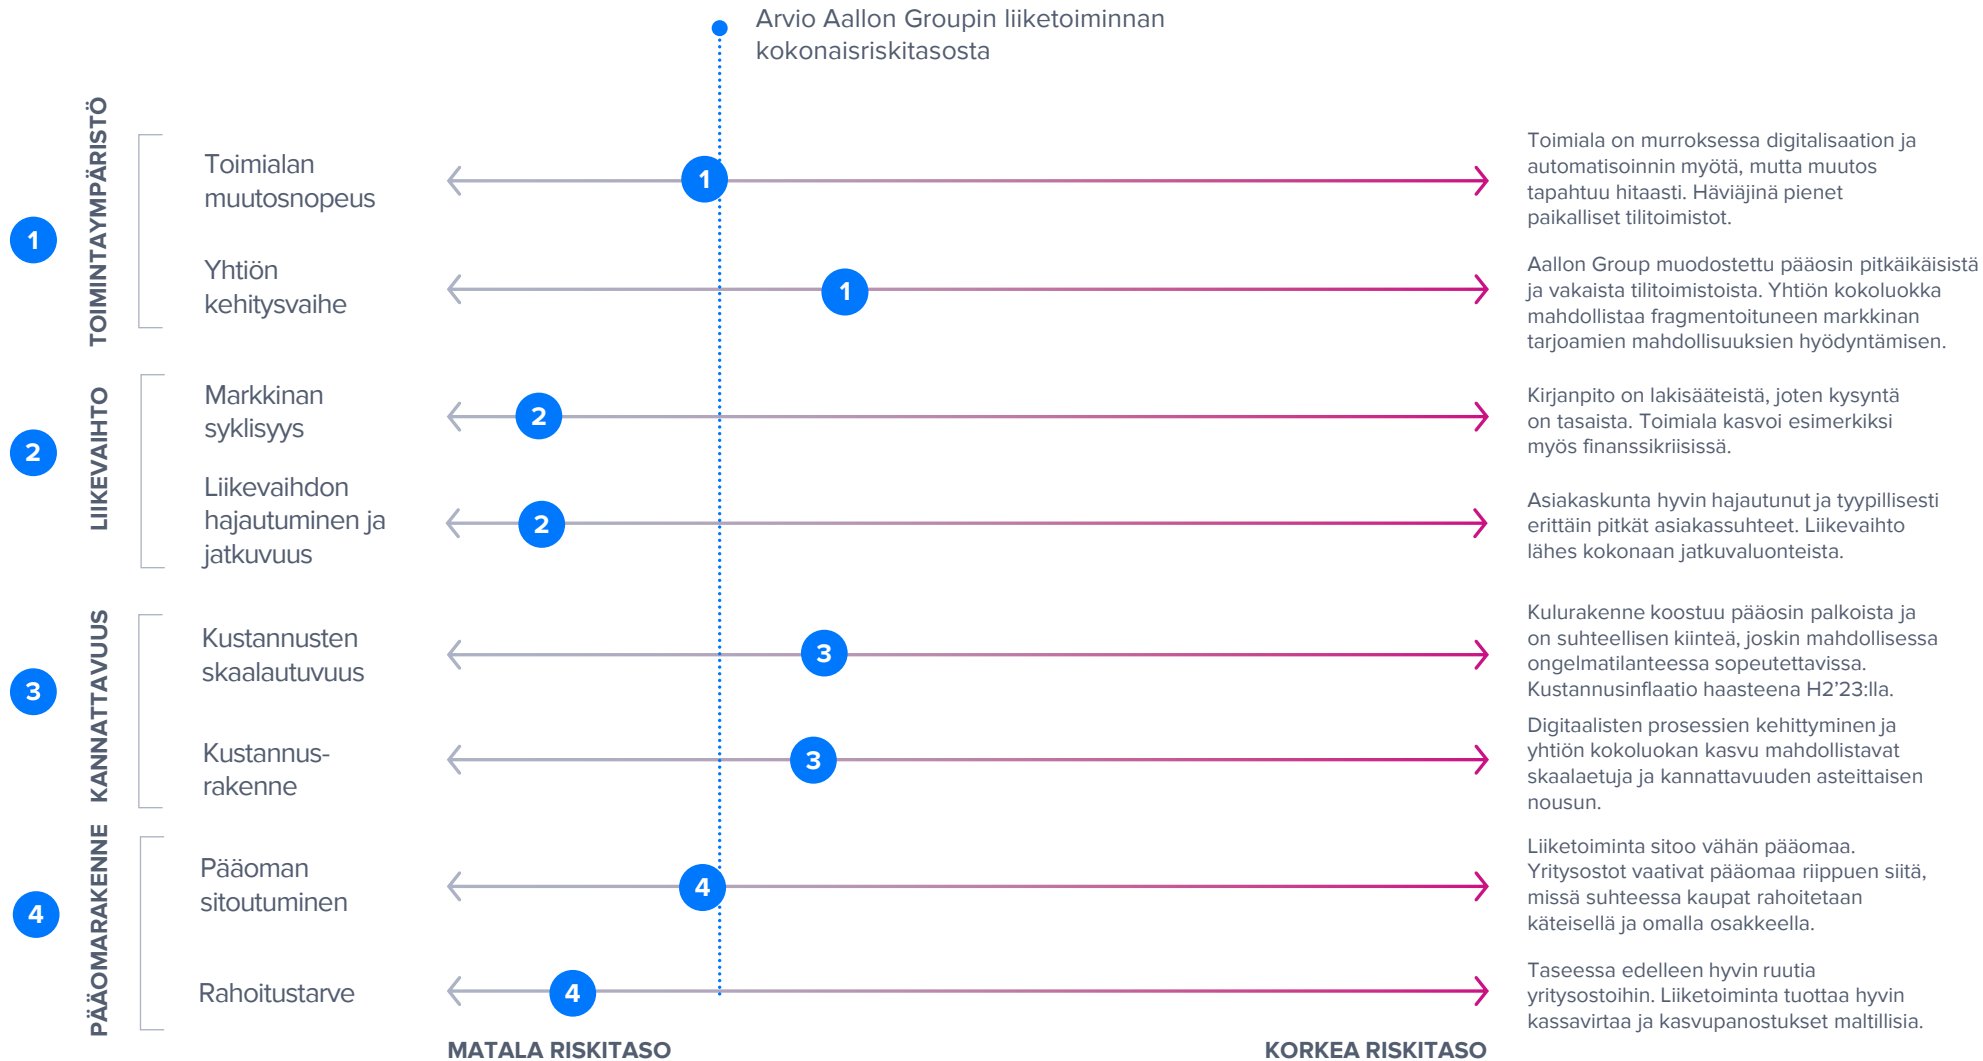 Arvio Aallon Groupin liiketoiminnan
kokonaisriskitasosta
1
TOIMINTAYMPÄRISTÖ
Toimialan
muutosnopeus
1
Toimiala on murroksessa digitalisaation ja
automatisoinnin myötä, mutta muutos
tapahtuu hitaasti. Häviäjinä pienet
paikalliset tilitoimistot.
Yhtiön
kehitysvaihe
1
Aallon Group muodostettu pääosin pitkäikäisistä
ja vakaista tilitoimistoista. Yhtiön kokoluokka
mahdollistaa fragmentoituneen markkinan
tarjoamien mahdollisuuksien hyödyntämisen.
2
LIIKEVAIHTO
Markkinan
syklisyys
2
Kirjanpito on lakisääteistä, joten kysyntä
on tasaista. Toimiala kasvoi esimerkiksi
myös finanssikriisissä.
Liikevaihdon
hajautuminen ja
jatkuvuus
2
Asiakaskunta hyvin hajautunut ja tyypillisesti
erittäin pitkät asiakassuhteet. Liikevaihto
lähes kokonaan jatkuvaluonteista.
3
KANNATTAVUUS
Kustannusten
skaalautuvuus
3
Kulurakenne koostuu pääosin palkoista ja
on suhteellisen kiinteä, joskin mahdollisessa
ongelmatilanteessa sopeutettavissa.
Kustannusinflaatio haasteena H2’23:lla.
Kustannus-
rakenne
3
Digitaalisten prosessien kehittyminen ja
yhtiön kokoluokan kasvu mahdollistavat
skaalaetuja ja kannattavuuden asteittaisen
nousun.
4
PÄÄOMARAKENNE
Pääoman
sitoutuminen
4
Liiketoiminta sitoo vähän pääomaa.
Yritysostot vaativat pääomaa riippuen siitä,
missä suhteessa kaupat rahoitetaan
käteisellä ja omalla osakkeella.
Rahoitustarve
4
Taseessa edelleen hyvin ruutia
yritysostoihin. Liiketoiminta tuottaa hyvin
kassavirtaa ja kasvupanostukset maltillisia.
MATALA RISKITASO
KORKEA RISKITASO